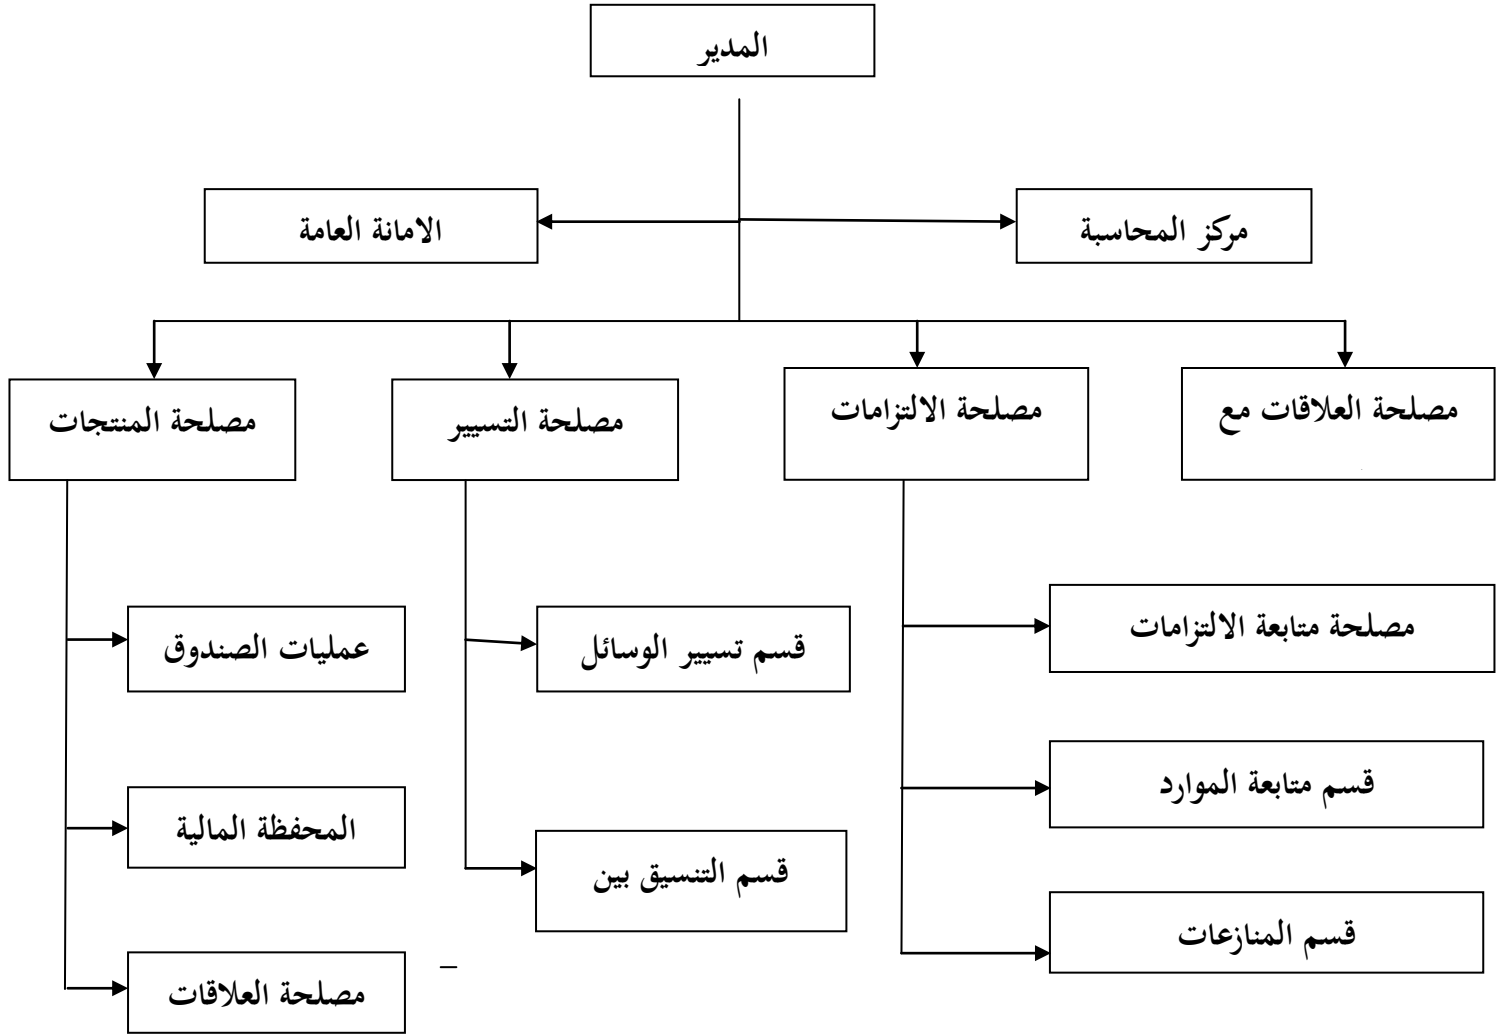 المدير
مركز المحاسبة
الامانة العامة
مصلحة العلاقات مع
مصلحة الالتزامات
مصلحة التسيير
مصلحة المنتجات
مصلحة متابعة الالتزامات
قسم متابعة الموارد
قسم المنازعات
قسم تسيير الوسائل
قسم التنسيق بين
عمليات الصندوق
المحفظة المالية
مصلحة العلاقات